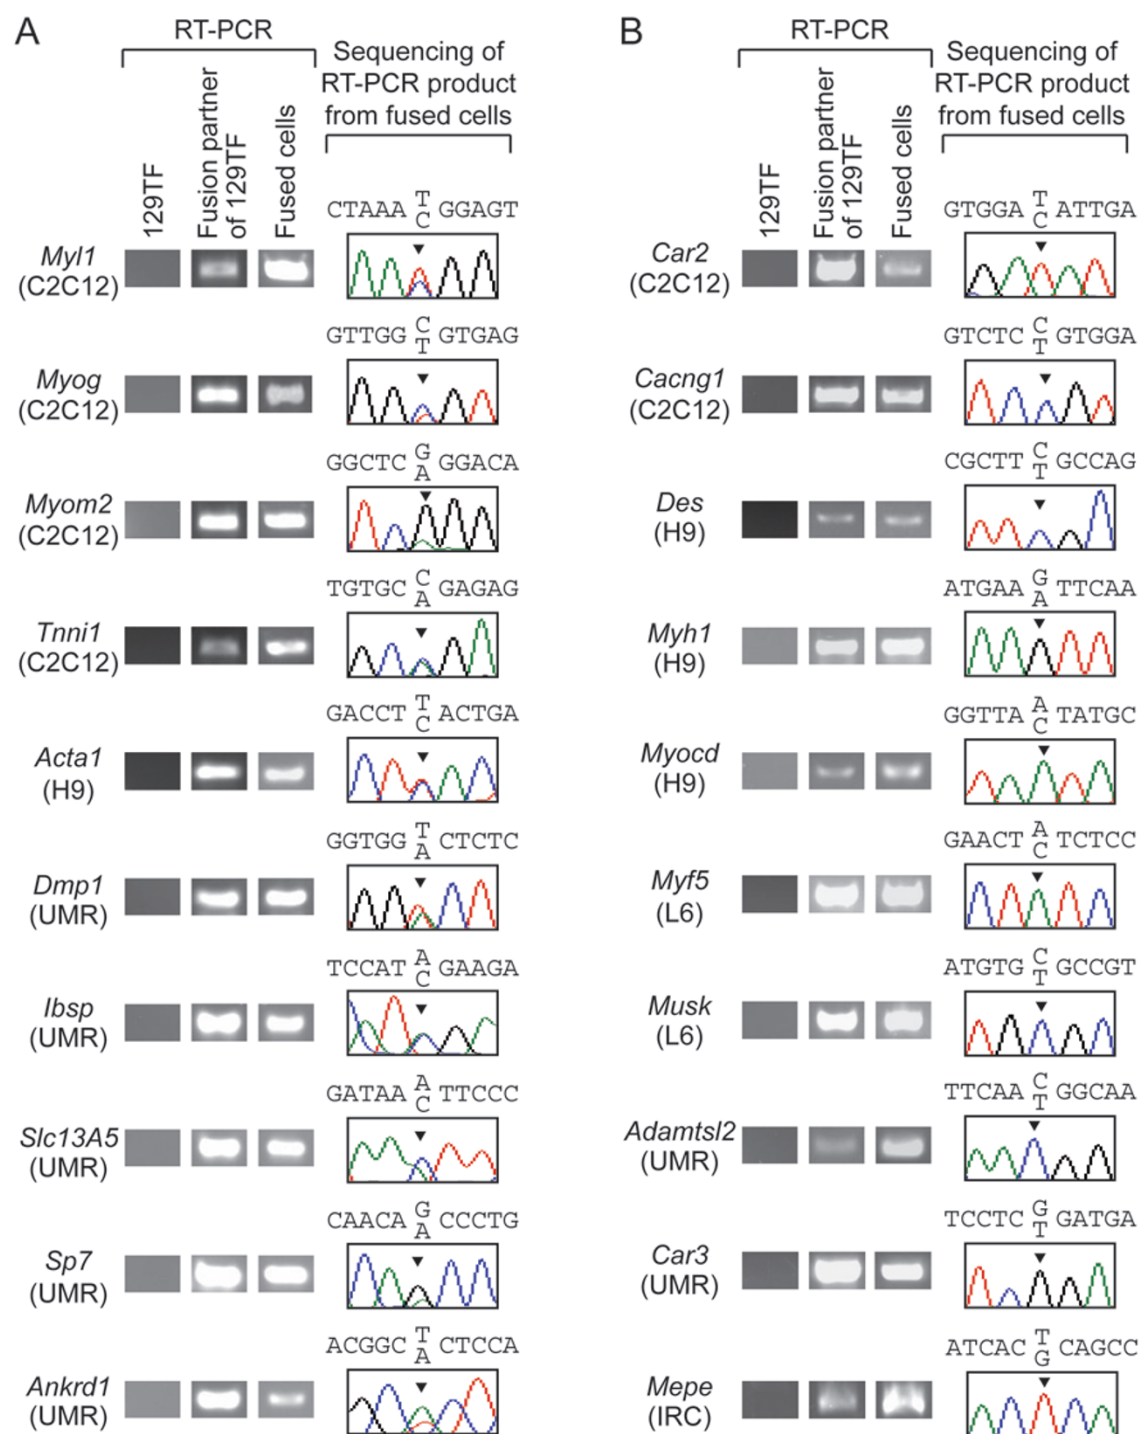 A
RT-PCR
Sequencing of
RT-PCR product
from fused cells
129TF
Fusion partner
of 129TF
Fused cells
CTAAA T/C GGAGT
Myl1
(C2C12)
GTTGG C/T GTGAG
Myog
(C2C12)
GGCTC G/A GGACA
Myom2
(C2C12)
TGTGC C/A GAGAG
Tnni1
(C2C12)
GACCT T/C ACTGA
Acta1
(H9)
GGTGG T/A CTCTC
Dmp1
(UMR)
TCCAT A/C GAAGA
Ibsp
(UMR)
GATAA A/C TTCCC
Slc13A5
(UMR)
CAACA G/A CCCTG
Sp7
(UMR)
ACGGC T/A CTCCA
Ankrd1
(UMR)
B
RT-PCR
Sequencing of
RT-PCR product
from fused cells
129TF
Fusion partner
of 129TF
Fused cells
GTGGA T/C ATTGA
Car2
(C2C12)
GTCTC C/T GTGGA
Cacng1
(C2C12)
CGCTT C/T GCCAG
Des
(H9)
ATGAA G/A TTCAA
Myh1
(H9)
GGTTA A/C TATGC
Myocd
(H9)
GAACT A/C TCTCC
Myf5
(L6)
ATGTG C/T GCCGT
Musk
(L6)
TTCAA C/T GGCAA
Adamtsl2
(UMR)
TCCTC G/T GATGA
Car3
(UMR)
ATCAC T/G CAGCC
Mepe
(IRC)